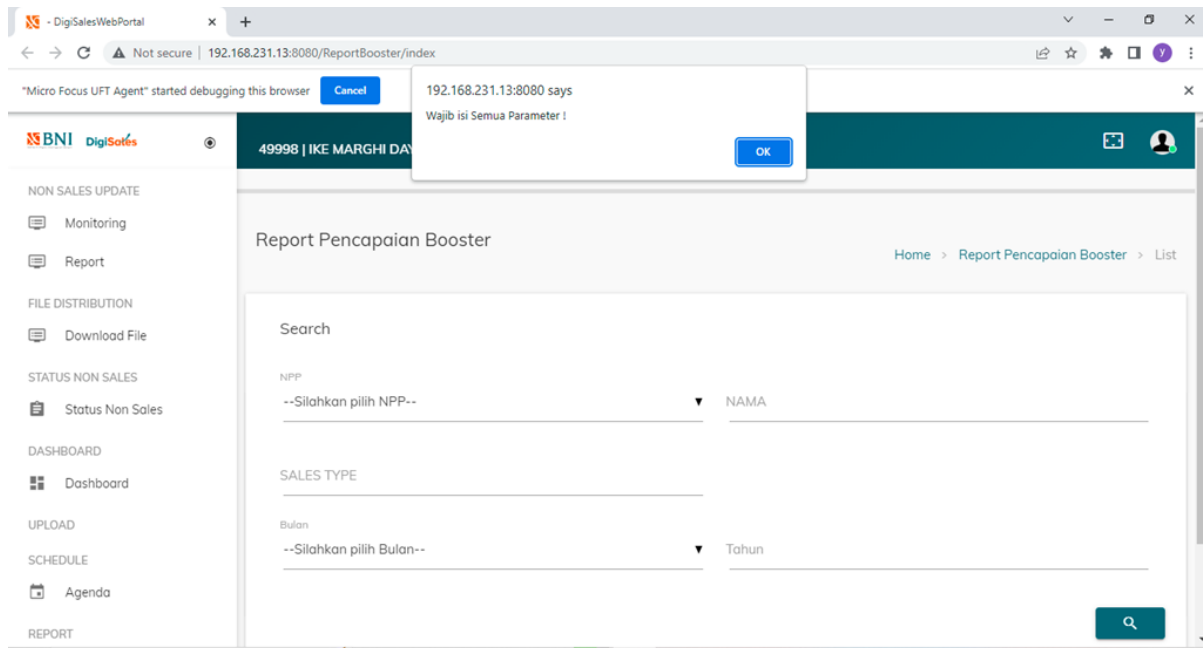 - DigiSalesWebPortal
Not secure | 192.168.231.13:8080/ReportBooster/index
y
"Micro Focus UFT Agent" started debugging this browser
Cancel
192.168.231.13:8080 says
Wajib isi Semua Parameter !
OK
BNI DigiSales
49998 | IKE MARGHI DA
NON SALES UPDATE
Monitoring
Report
FILE DISTRIBUTION
Download File
STATUS NON SALES
Status Non Sales
DASHBOARD
Dashboard
UPLOAD
SCHEDULE
Agenda
REPORT
Report Pencapaian Booster
Home > Report Pencapaian Booster > List
Search
NPP
--Silahkan pilih NPP--
NAMA
SALES TYPE
Bulan
--Silahkan pilih Bulan--
Tahun